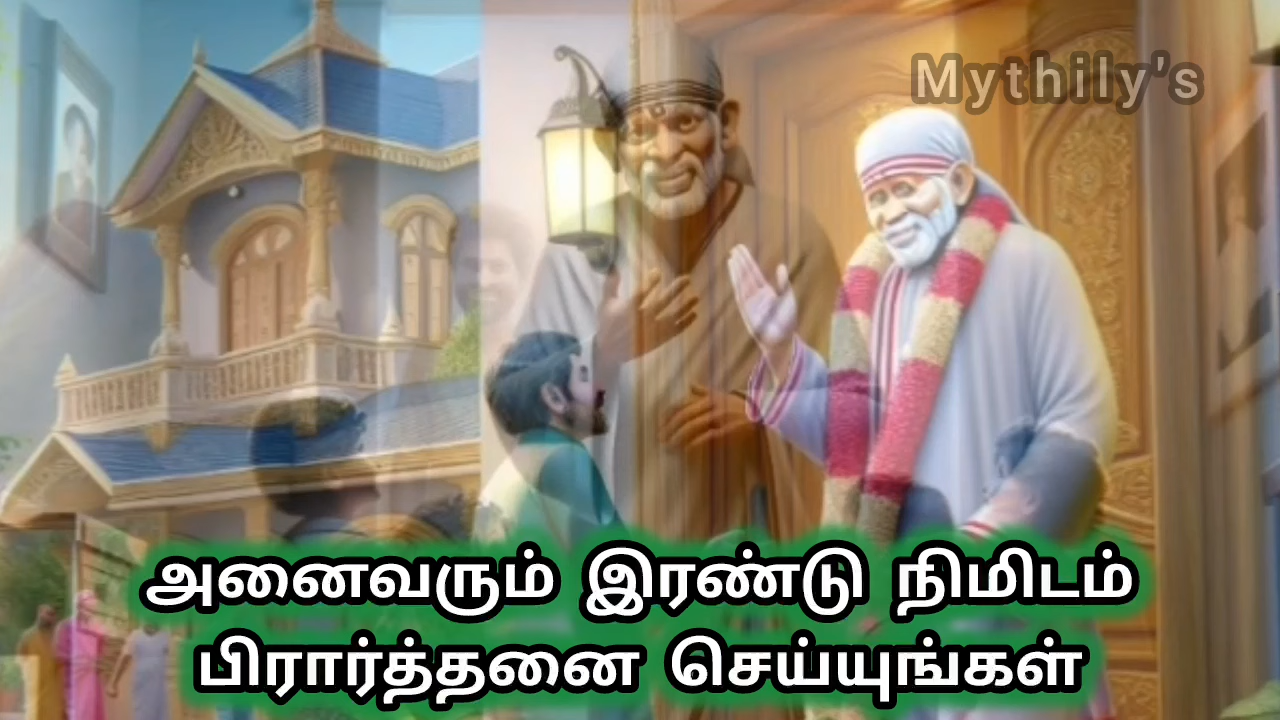 Mythily's
அனைவரும் இரண்டு நிமிடம்
பிரார்த்தனை செய்யுங்கள்